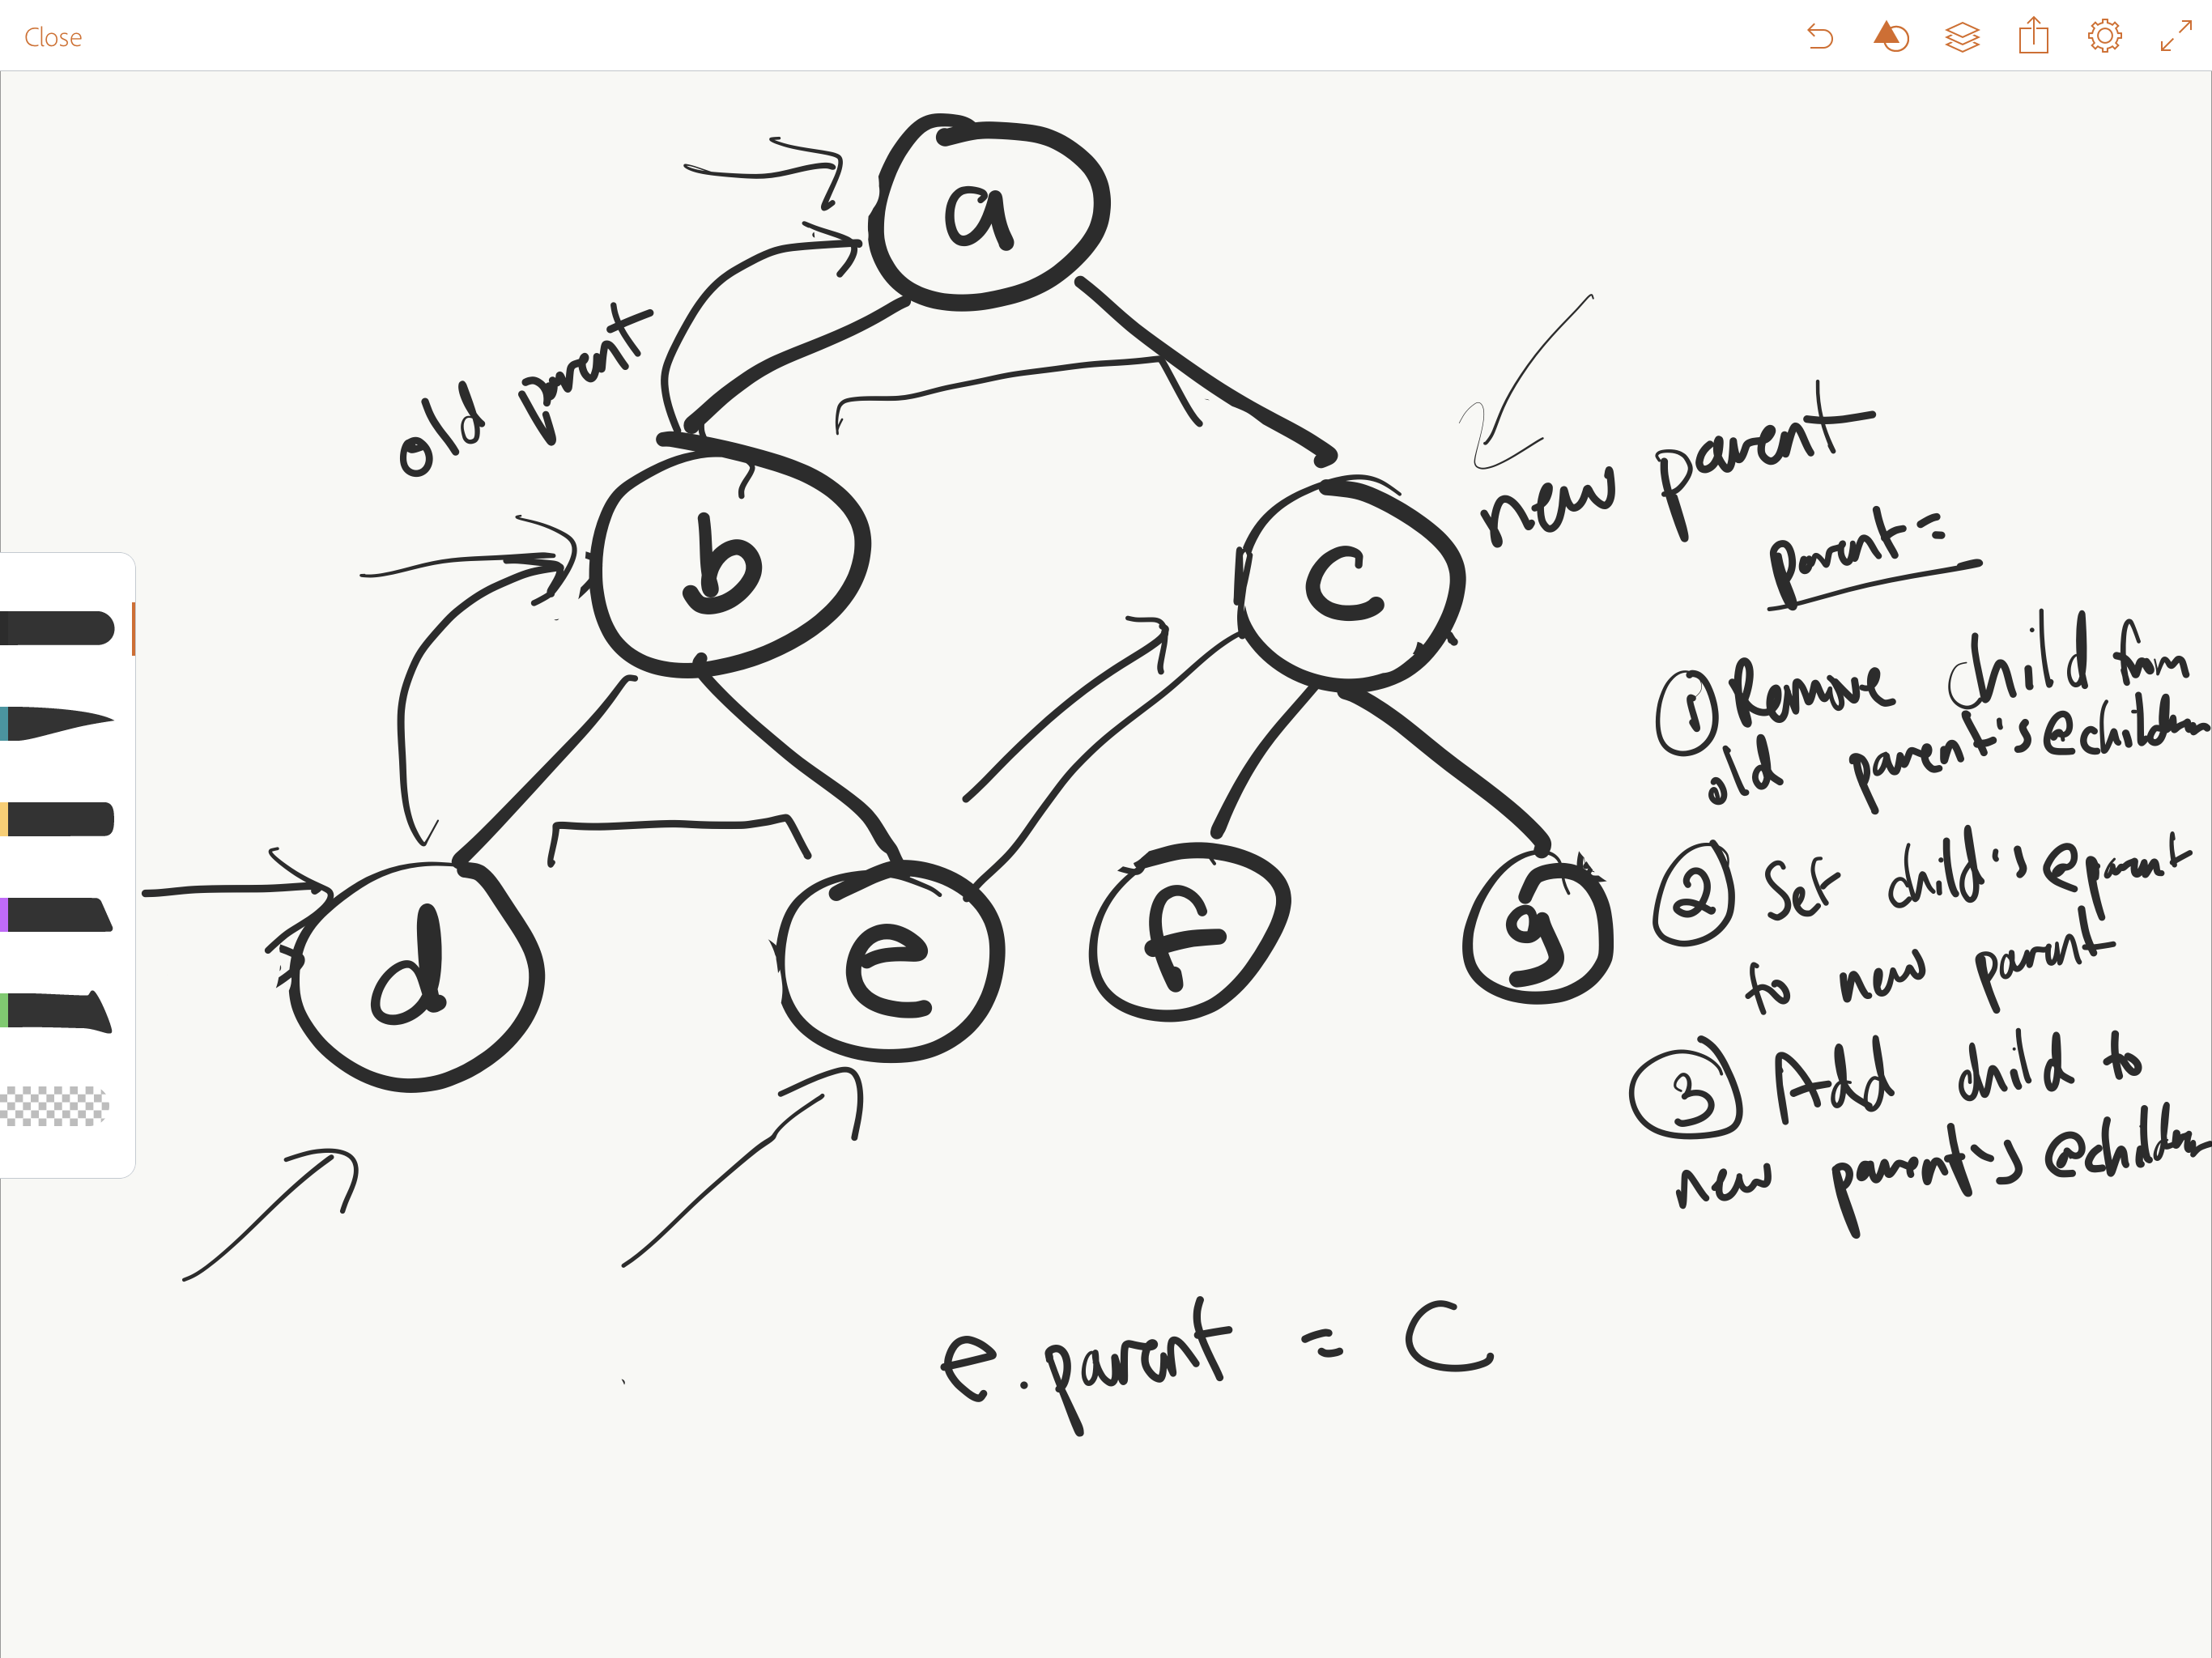 Close
a
old parent
b
c
new parent
parent =
d
e
f
g
① Remove child from
old parent's @children
② Set child's @parent
to new parent
③ Add child to
new parent's @children
e.parent = c